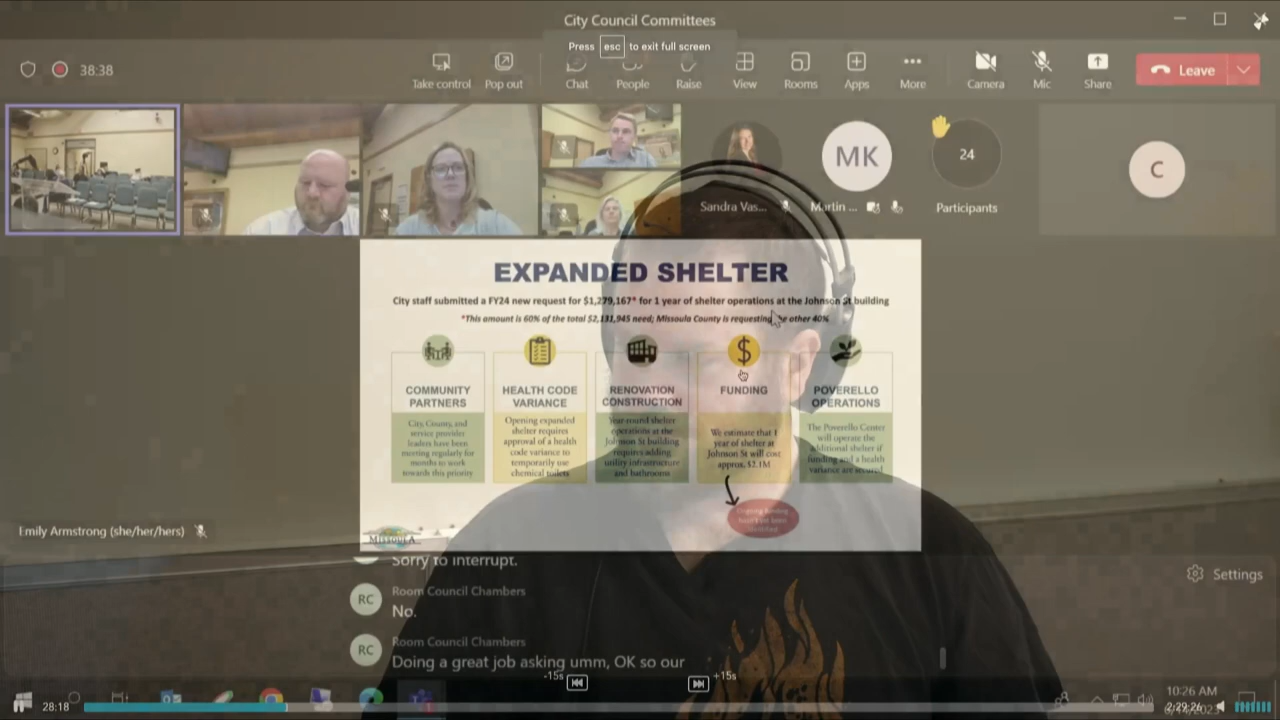 City Council Committees
Press esc to exit full screen
38:38
Take control
Pop out
Chat
People
Raise
View
Rooms
Apps
More
Camera
Mic
Share
Leave
MK
24
C
Sandra Vas...
Martin ...
Participants
EXPANDED SHELTER
City staff submitted a FY24 new request for $1,279,167* for 1 year of shelter operations at the Johnson St building
*This amount is 60% of the total $2,131,945 need; Missoula County is requesting the other 40%
COMMUNITY
PARTNERS
City, County, and
service provider
leaders have been
meeting regularly for
months to work
towards this priority
HEALTH CODE
VARIANCE
Opening expanded
shelter requires
approval of a health
code variance to
temporarily use
chemical toilets
RENOVATION
CONSTRUCTION
Year-round shelter
operations at the
Johnson St building
requires adding
utility infrastructure
and bathrooms
FUNDING
We estimate that 1
year of shelter at
Johnson St will cost
approx. $2.1M
Ongoing funding
have not been
identified
POVERELLO
OPERATIONS
The Poverello Center
will operate the
additional shelter if
funding and a health
variance are secured
MISSOULA
Emily Armstrong (she/her/hers)
Sorry to interrupt.
Settings
RC
Room Council Chambers
No.
RC
Room Council Chambers
Doing a great job asking umm, OK so our
-15s
+15s
10:26 AM
28:18
2:29:26